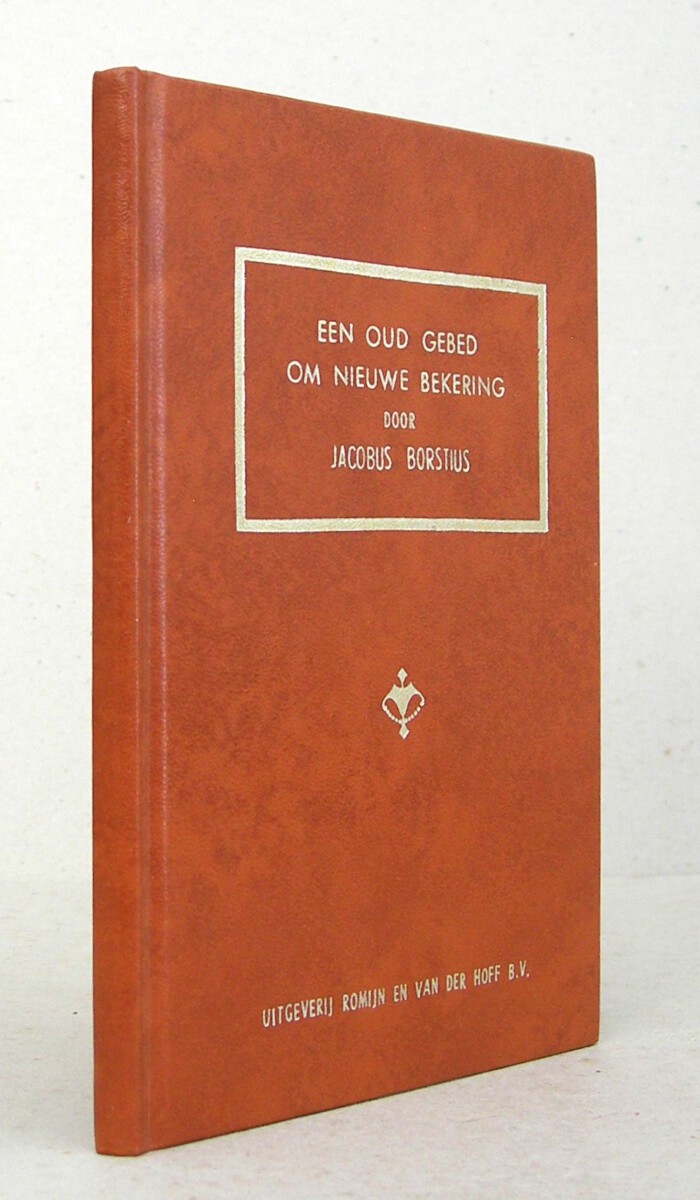 EEN OUD GEBED
OM NIEUWE BEKERING
DOOR
JACOBUS BORSTIUS
UITGEVERIJ ROMIJN EN VAN DER HOFF B.V.